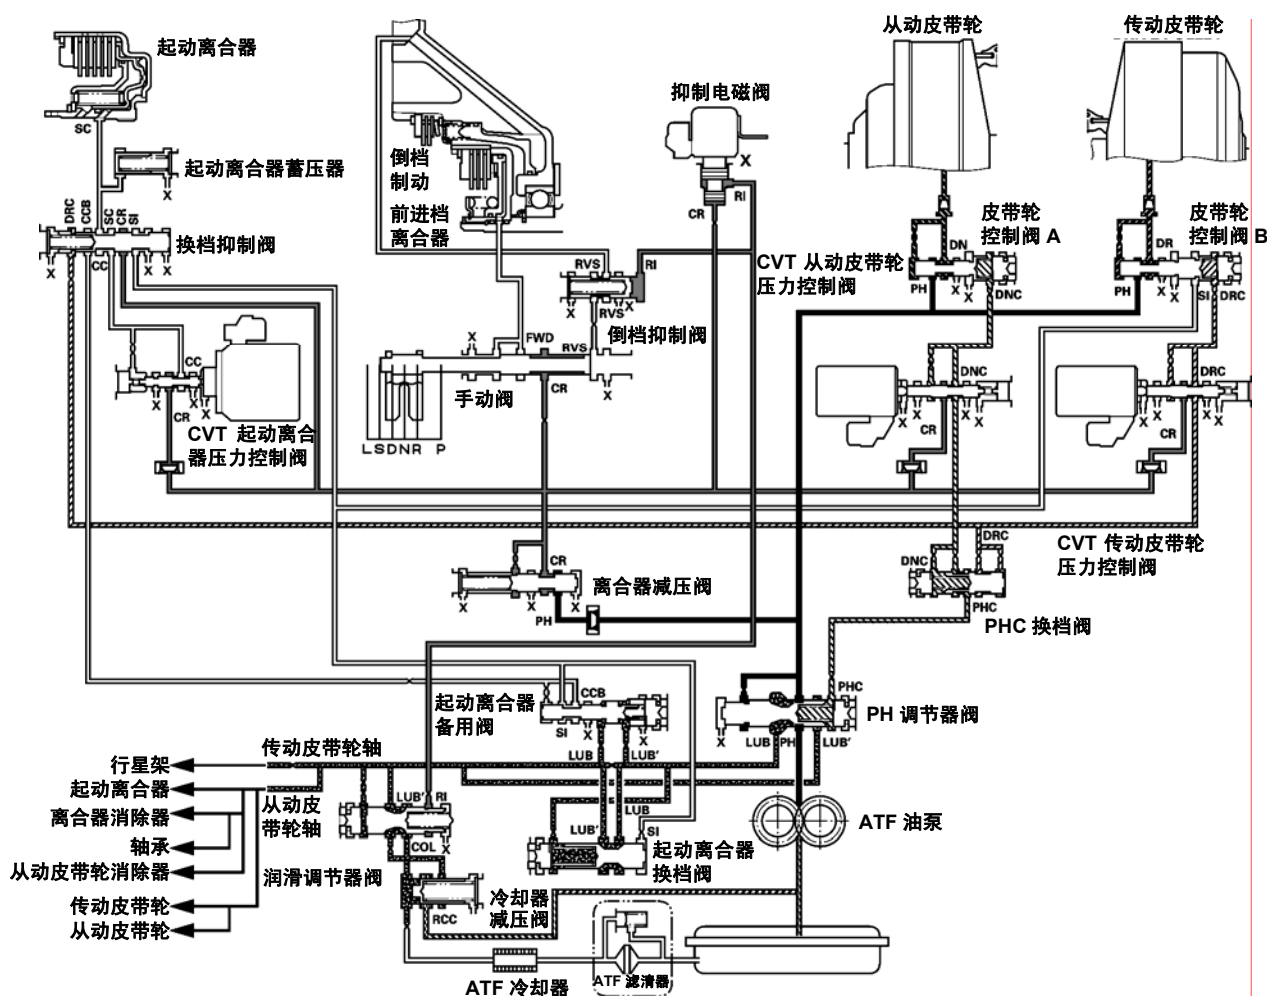 从动皮带轮
传动皮带轮
起动离合器
抑制电磁阀
SC
X
倒档
制动
起动离合器蓄压器
X
RI
CR
前进档
离合器
皮带轮
控制阀 A
皮带轮
控制阀 B
DRC
CCB
SC
CR
SI
换档抑制阀
X
CC
X
X
DN
DR
CVT 从动皮带轮
压力控制阀
RVS
RI
PH
X
X
DNC
PH
X
X
SI
DRC
X
RVS
X
倒档抑制阀
X
FWD
RVS
CC
手动阀
CR
X
DNC
DRC
X
X
X
CR
X
X
X
X
X
X
X
X
CR
CR
CVT 起动离合
器压力控制阀
L S D N R P
DRC
CVT 传动皮带轮
压力控制阀
DNC
CR
离合器减压阀
X
X
X
PH
PHC
PHC 换档阀
PHC
起动离合器
备用阀
CCB
SI
X
X
PH 调节器阀
X
LUB
PH
LUB'
LUB
LUB'
传动皮带轮轴
行星架
起动离合器
离合器消除器
轴承
从动皮带轮消除器
传动皮带轮
从动皮带轮
从动皮
带轮轴
LUB'
RI
LUB
LUB'
SI
ATF 油泵
COL
X
起动离合器
换档阀
润滑调节器阀
冷却器
减压阀
RCC
ATF 冷却器
ATF 滤清器